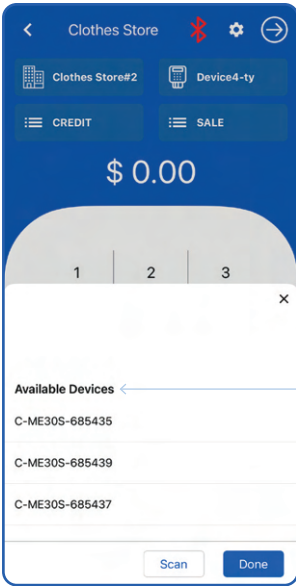 Clothes Store
Clothes Store#2 Device4-ty
CREDIT SALE
$ 0.00
1 2 3
Available Devices
C-ME30S-685435
C-ME30S-685439
C-ME30S-685437
Scan Done